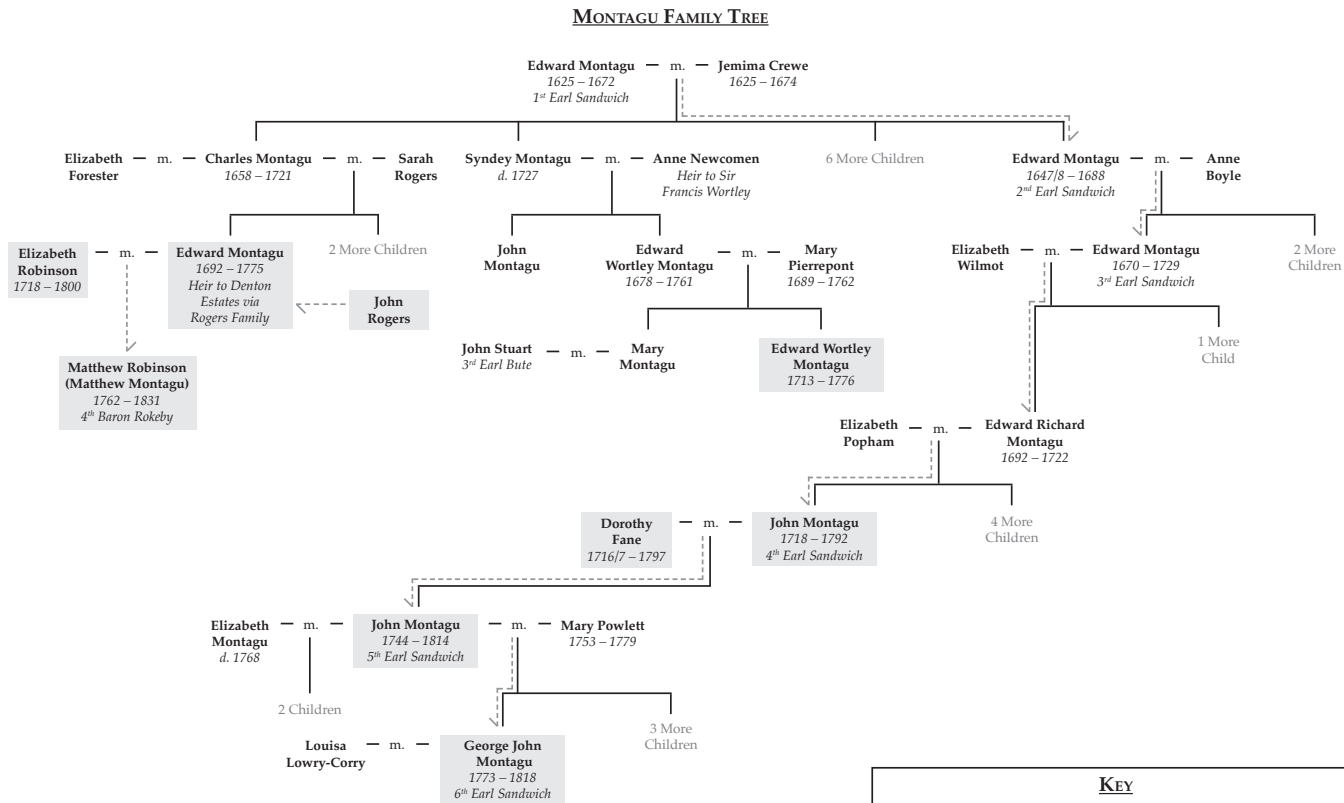 MONTAGU FAMILY TREE
Edward Montagu — m. — Jemima Crewe
1625 – 1672
1st Earl Sandwich
1625 – 1674
Elizabeth
Forester
— m. —
Charles Montagu
1658 – 1721
— m. —
Sarah
Rogers
Syndey Montagu
d. 1727
— m. —
Anne Newcomen
Heir to Sir
Francis Wortley
6 More Children
Edward Montagu
1647/8 – 1688
2nd Earl Sandwich
— m. —
Anne
Boyle
Elizabeth
Robinson
1718 – 1800
— m. —
Edward Montagu
1692 – 1775
Heir to Denton
Estates via
Rogers Family
2 More Children
John
Rogers
John
Montagu
Edward
Wortley Montagu
1678 – 1761
— m. —
Mary
Pierrepont
1689 – 1762
Elizabeth
Wilmot
— m. —
Edward Montagu
1670 – 1729
3rd Earl Sandwich
2 More
Children
Matthew Robinson
(Matthew Montagu)
1762 – 1831
4th Baron Rokeby
John Stuart
3rd Earl Bute
— m. —
Mary
Montagu
Edward Wortley
Montagu
1713 – 1776
1 More
Child
Elizabeth
Popham
— m. —
Edward Richard
Montagu
1692 – 1722
Dorothy
Fane
1716/7 – 1797
— m. —
John Montagu
1718 – 1792
4th Earl Sandwich
4 More
Children
Elizabeth
Montagu
d. 1768
— m. —
John Montagu
1744 – 1814
5th Earl Sandwich
— m. —
Mary Powlett
1753 – 1779
2 Children
3 More
Children
Louisa
Lowry-Corry
— m. —
George John
Montagu
1773 – 1818
6th Earl Sandwich
KEY